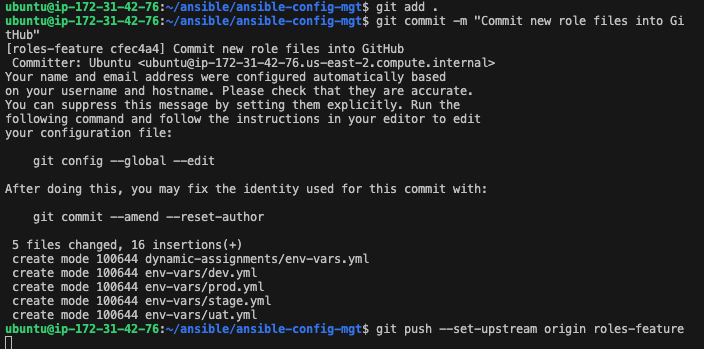 ubuntu@ip-172-31-42-76:~/ansible/ansible-config-mgt$ git add .
ubuntu@ip-172-31-42-76:~/ansible/ansible-config-mgt$ git commit -m "Commit new role files into Gi
tHub"
[roles-feature cfec4a4] Commit new role files into GitHub
 Committer: Ubuntu <ubuntu@ip-172-31-42-76.us-east-2.compute.internal>
Your name and email address were configured automatically based
on your username and hostname. Please check that they are accurate.
You can suppress this message by setting them explicitly. Run the
following command and follow the instructions in your editor to edit
your configuration file:

    git config --global --edit

After doing this, you may fix the identity used for this commit with:

    git commit --amend --reset-author

 5 files changed, 16 insertions(+)
 create mode 100644 dynamic-assignments/env-vars.yml
 create mode 100644 env-vars/dev.yml
 create mode 100644 env-vars/prod.yml
 create mode 100644 env-vars/stage.yml
 create mode 100644 env-vars/uat.yml
ubuntu@ip-172-31-42-76:~/ansible/ansible-config-mgt$ git push --set-upstream origin roles-feature